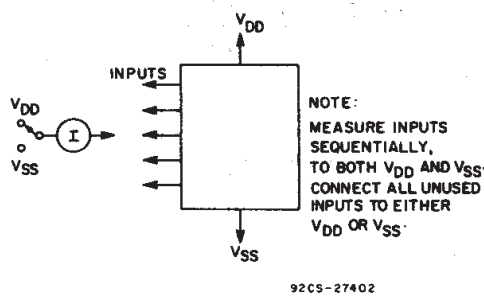 VDD
INPUTS
VDD
I
VSS
NOTE:
MEASURE INPUTS
SEQUENTIALLY,
TO BOTH VDD AND VSS.
CONNECT ALL UNUSED
INPUTS TO EITHER
VDD OR VSS.
VSS
92CS-27402